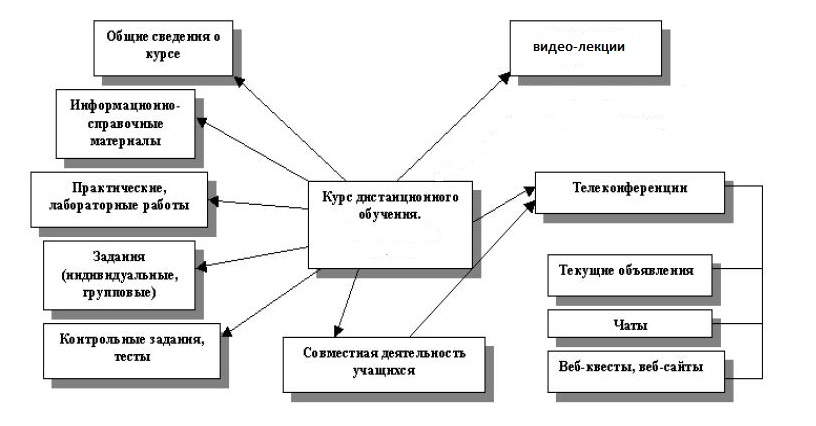 Общие сведения о
курсе
видео-лекции
Информационно-
справочные
материалы
Практические,
лабораторные работы
Курс дистанционного
обучения.
Телеконференции
Задания
(индивидуальные,
групповые)
Текущие объявления
Чаты
Контрольные задания,
тесты
Совместная деятельность
учащихся
Веб-квесты, веб-сайты